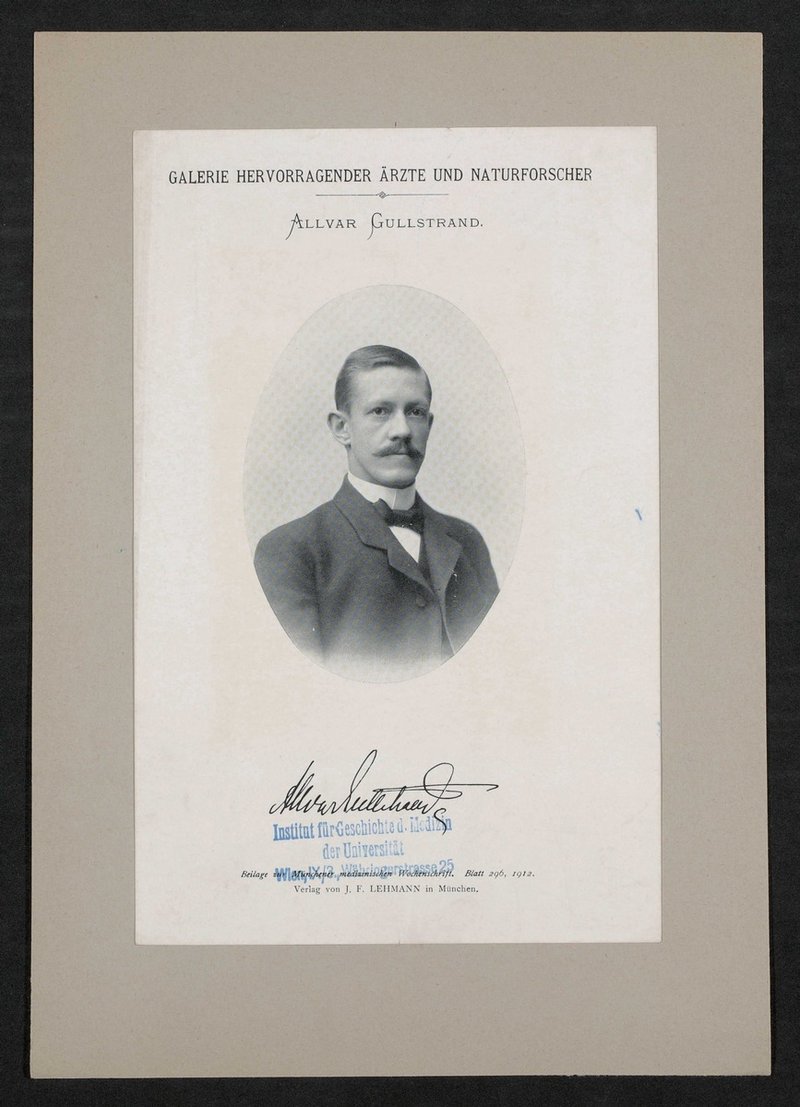 GALERIE HERVORRAGENDER ÄRZTE UND NATURFORSCHER
ALLVAR GULLSTRAND.
Allvar Gullstrand
Institut für Geschichte d. Medizin
der Universität
Wien, IX/2, Währingerstrasse 25
Beilage zur Münchener medizinischen Wochenschrift. Blatt 296, 1912.
Verlag von J. F. LEHMANN in München.